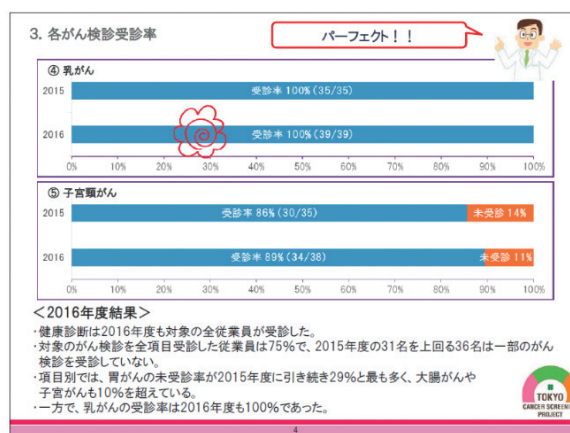 3. 各がん検診受診率
パーフェクト！！
④ 乳がん
2015 受診率 100%(35/35)
2016 受診率 100%(39/39)
0% 10% 20% 30% 40% 50% 60% 70% 80% 90% 100%
⑤ 子宮頸がん
2015 受診率 86%(30/35) 未受診 14%
2016 受診率 89%(34/38) 未受診 11%
0% 10% 20% 30% 40% 50% 60% 70% 80% 90% 100%
＜2016年度結果＞
・健康診断は2016年度も対象の全従業員が受診した。
・対象のがん検診を全項目受診した従業員は75%で、2015年度の31名を上回る36名は一部のがん
検診を受診していない。
・項目別では、胃がんの未受診率が2015年度に引き続き29%と最も多く、大腸がんや
子宮がんも10%を超えている。
・一方で、乳がんの受診率は2016年度も100%であった。
TOKYO
CANCER SCREENING
PROJECT
4